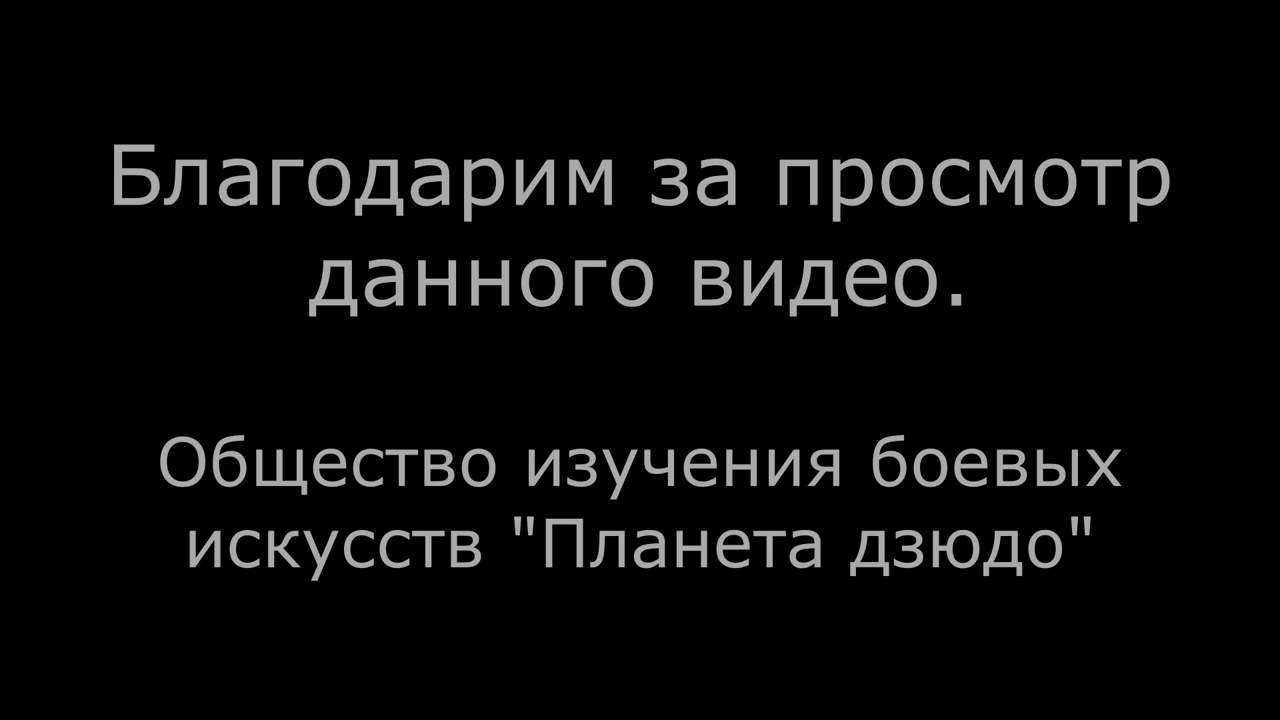 Благодарим за просмотр
данного видео.
Общество изучения боевых
искусств "Планета дзюдо"